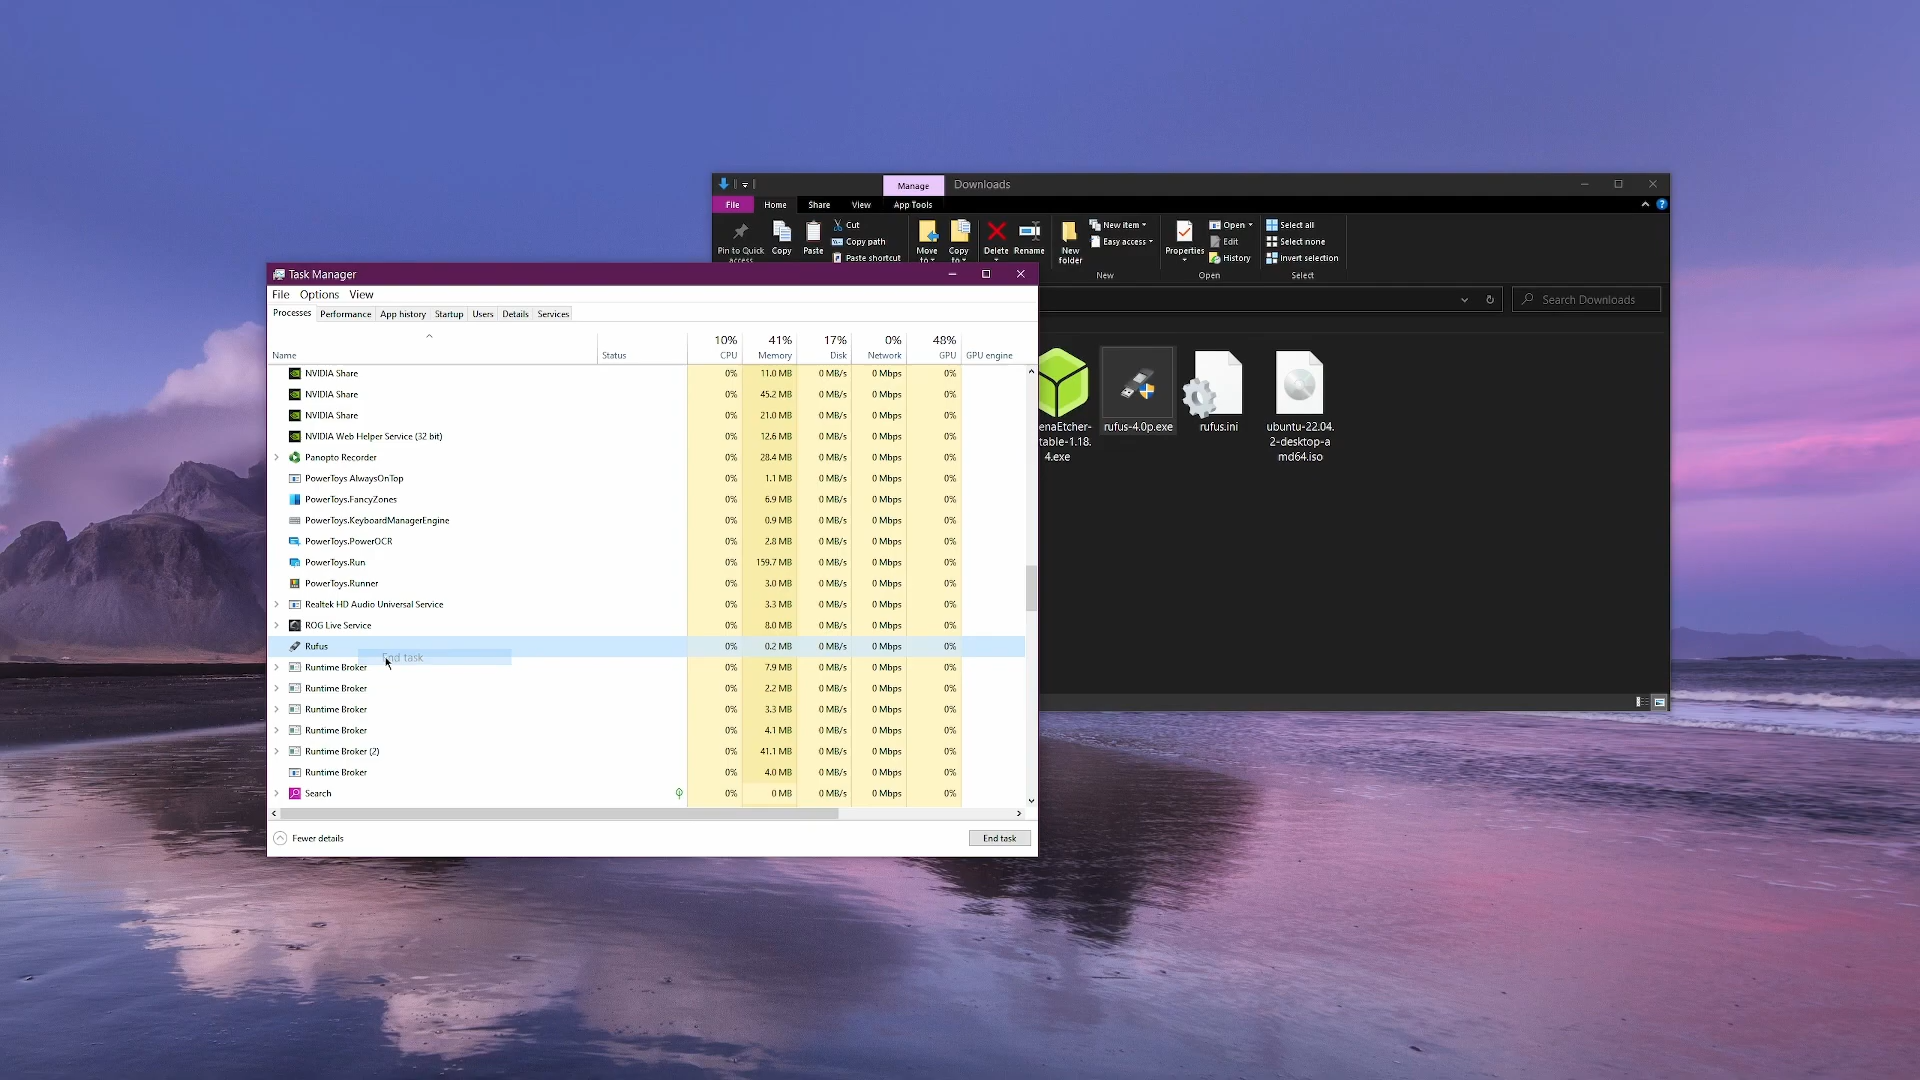 Manage
Downloads
File
Home
Share
View
App Tools
Pin to Quick
access
Copy
Paste
Cut
Copy path
Paste shortcut
Move
to
Copy
to
Delete
Rename
New
folder
New item
Easy access
New
Properties
Open
Edit
History
Open
Select all
Select none
Invert selection
Select
Search Downloads
enaEtcher-
table-1.18.
4.exe
rufus-4.0p.exe
rufus.ini
ubuntu-22.04.
2-desktop-a
md64.iso
Task Manager
File Options View
Processes Performance App history Startup Users Details Services
10% 41% 17% 0% 48%
Name Status CPU Memory Disk Network GPU GPU engine
NVIDIA Share 0% 11.0 MB 0 MB/s 0 Mbps 0%
NVIDIA Share 0% 45.2 MB 0 MB/s 0 Mbps 0%
NVIDIA Share 0% 21.0 MB 0 MB/s 0 Mbps 0%
NVIDIA Web Helper Service (32 bit) 0% 12.6 MB 0 MB/s 0 Mbps 0%
Panopto Recorder 0% 28.4 MB 0 MB/s 0 Mbps 0%
PowerToys AlwaysOnTop 0% 1.1 MB 0 MB/s 0 Mbps 0%
PowerToys.FancyZones 0% 6.9 MB 0 MB/s 0 Mbps 0%
PowerToys.KeyboardManagerEngine 0% 0.9 MB 0 MB/s 0 Mbps 0%
PowerToys.PowerOCR 0% 2.8 MB 0 MB/s 0 Mbps 0%
PowerToys.Run 0% 159.7 MB 0 MB/s 0 Mbps 0%
PowerToys.Runner 0% 3.0 MB 0 MB/s 0 Mbps 0%
Realtek HD Audio Universal Service 0% 3.3 MB 0 MB/s 0 Mbps 0%
ROG Live Service 0% 8.0 MB 0 MB/s 0 Mbps 0%
Rufus 0% 0.2 MB 0 MB/s 0 Mbps 0%
End task
Runtime Broker 0% 7.9 MB 0 MB/s 0 Mbps 0%
Runtime Broker 0% 2.2 MB 0 MB/s 0 Mbps 0%
Runtime Broker 0% 3.3 MB 0 MB/s 0 Mbps 0%
Runtime Broker 0% 4.1 MB 0 MB/s 0 Mbps 0%
Runtime Broker (2) 0% 41.1 MB 0 MB/s 0 Mbps 0%
Runtime Broker 0% 4.0 MB 0 MB/s 0 Mbps 0%
Search 0% 0 MB 0 MB/s 0 Mbps 0%
Fewer details
End task